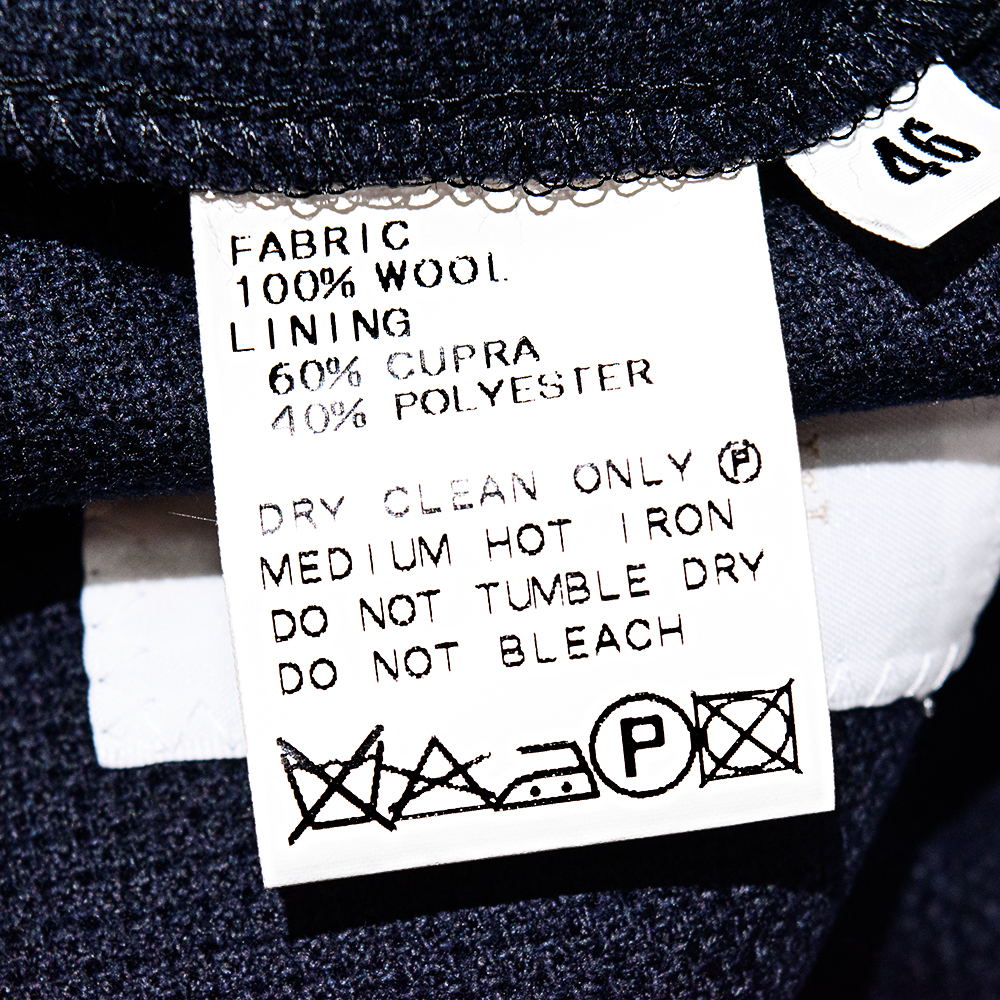 46
FABRIC
100% WOOL
LINING
60% CUPRA
40% POLYESTER
DRY CLEAN ONLY Ⓟ
MEDIUM HOT IRON
DO NOT TUMBLE DRY
DO NOT BLEACH
P